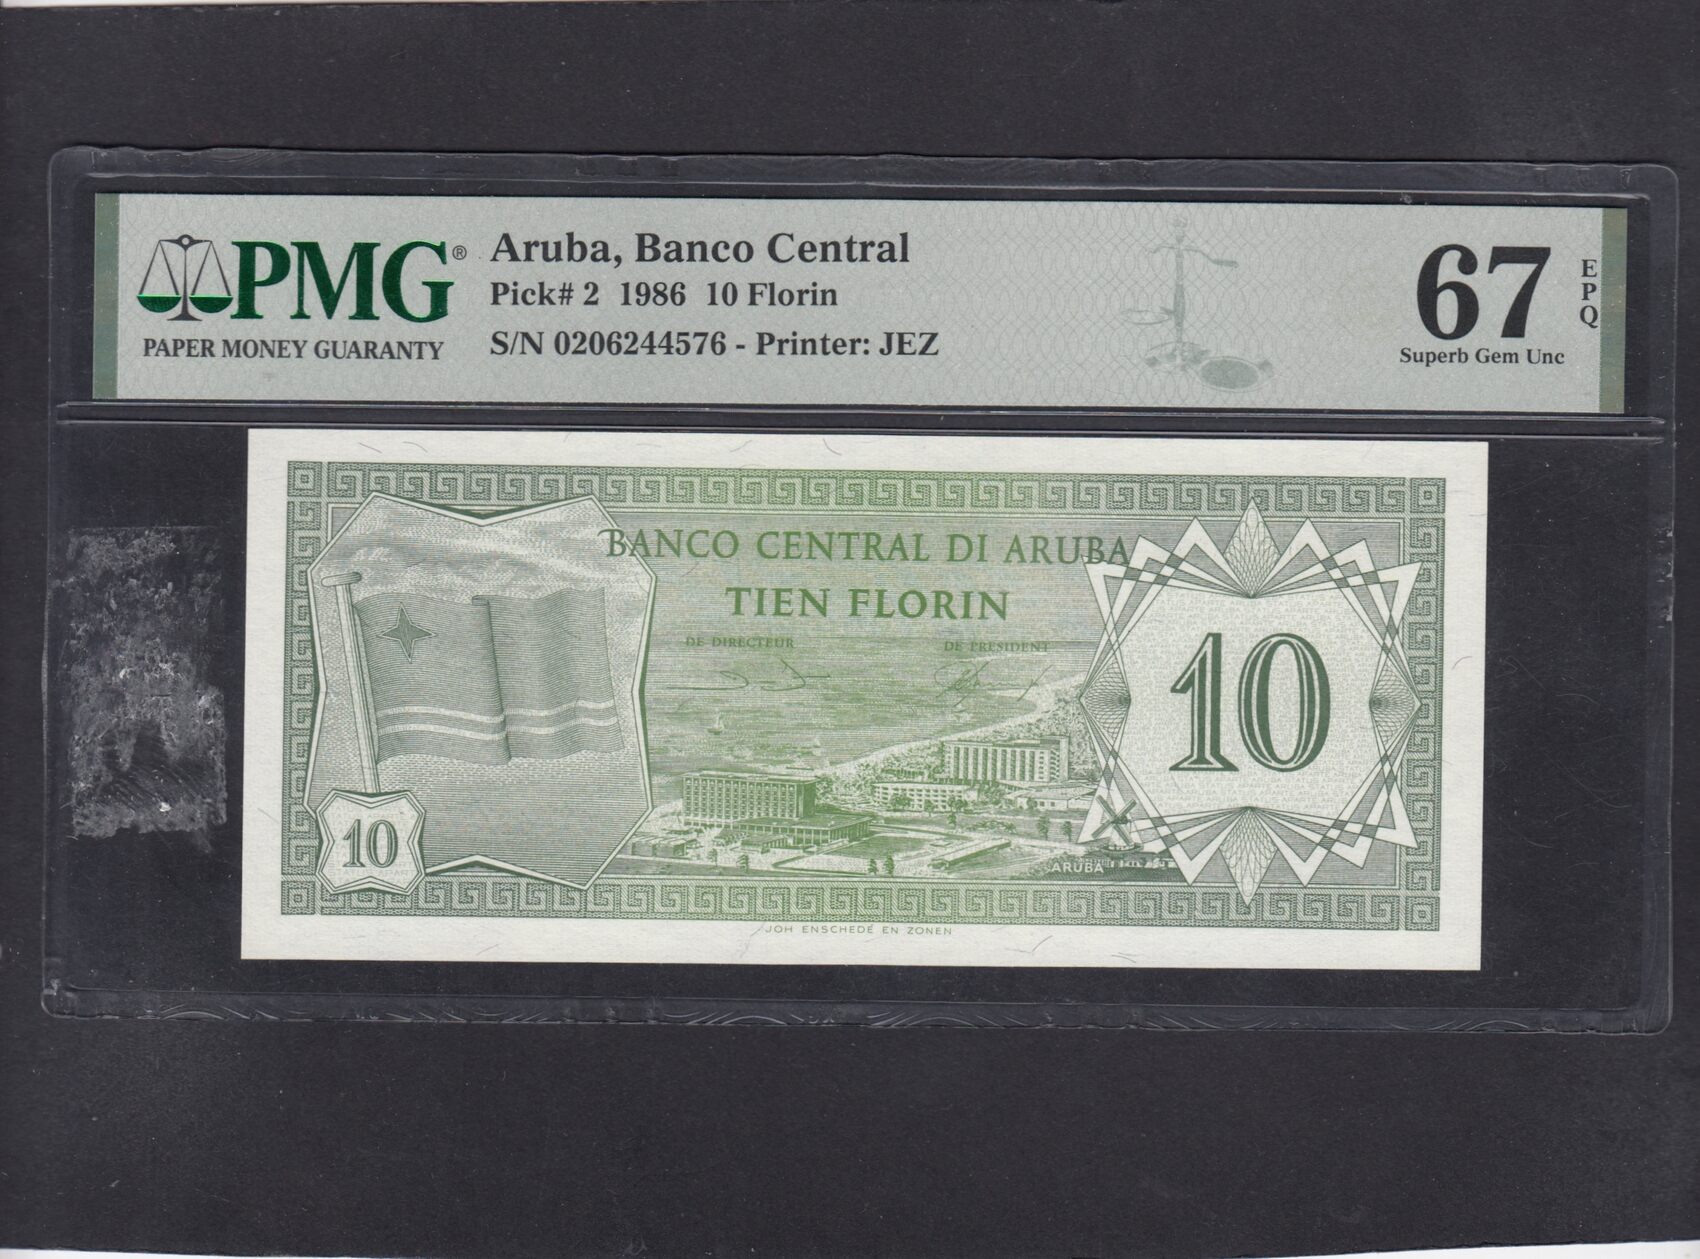 PMG®
PAPER MONEY GUARANTY
Aruba, Banco Central
Pick# 2 1986 10 Florin
S/N 0206244576 - Printer: JEZ
67
EPQ
Superb Gem Unc
BANCO CENTRAL DI ARUBA
TIEN FLORIN
DE DIRECTEUR
DE PRESIDENT
10
10
ARUBA
JOH ENSCHEDÉ EN ZONEN